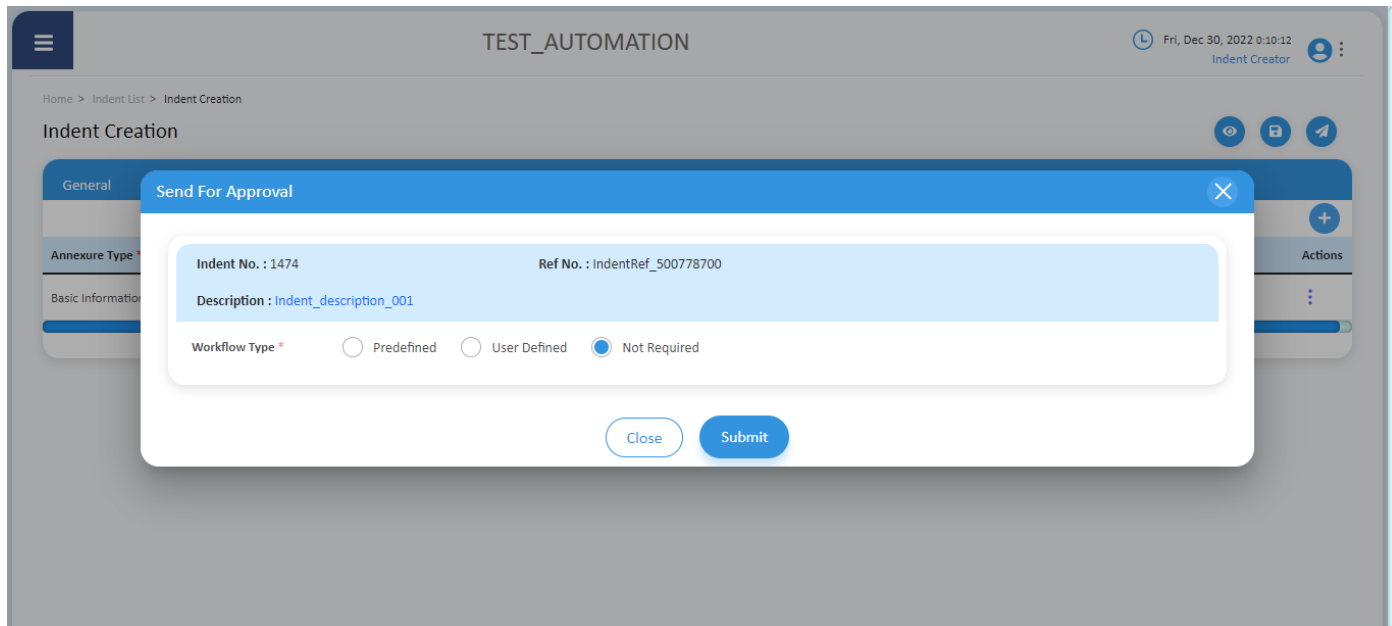 TEST_AUTOMATION
Fri, Dec 30, 2022 0:10:12
Indent Creator
Home > Indent List > Indent Creation
Indent Creation
General
Send For Approval
Annexure Type *
Actions
Indent No. : 1474 Ref No. : IndentRef_500778700
Basic Information
Description : Indent_description_001
Workflow Type * Predefined User Defined Not Required
Close Submit